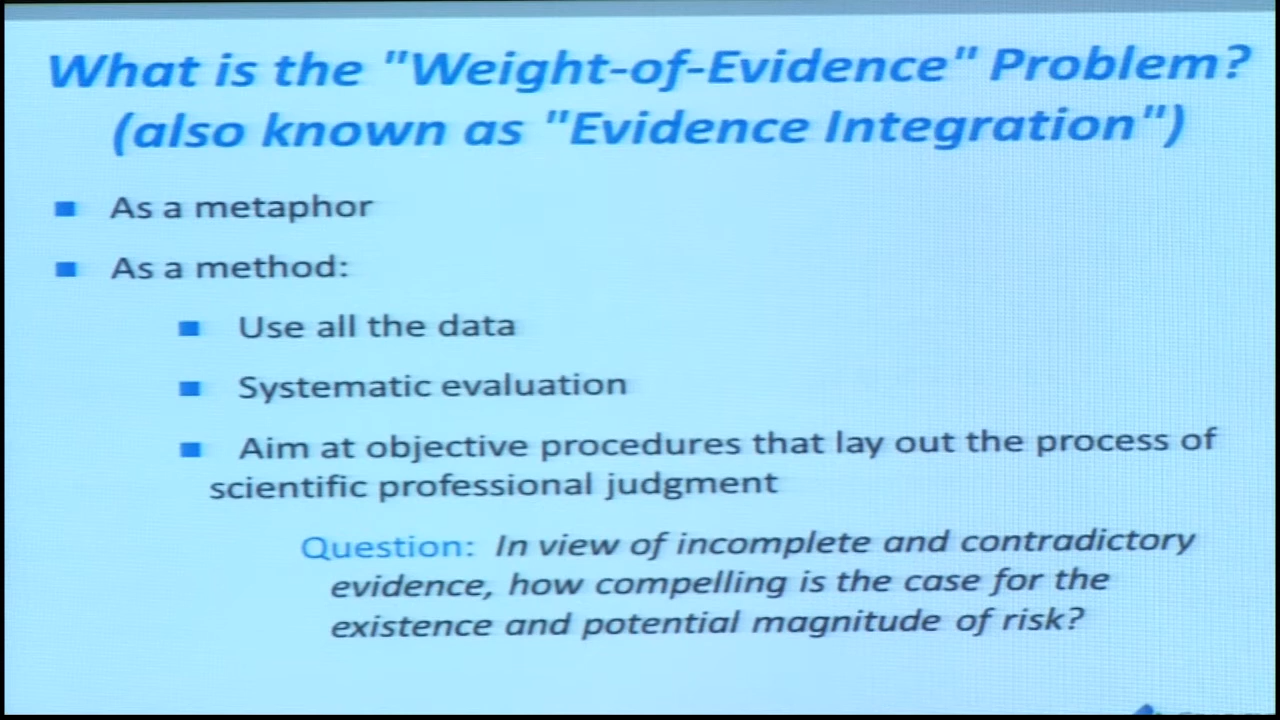 What is the "Weight-of-Evidence" Problem?
(also known as "Evidence Integration")
As a metaphor
As a method:
Use all the data
Systematic evaluation
Aim at objective procedures that lay out the process of
scientific professional judgment
Question: In view of incomplete and contradictory
evidence, how compelling is the case for the
existence and potential magnitude of risk?